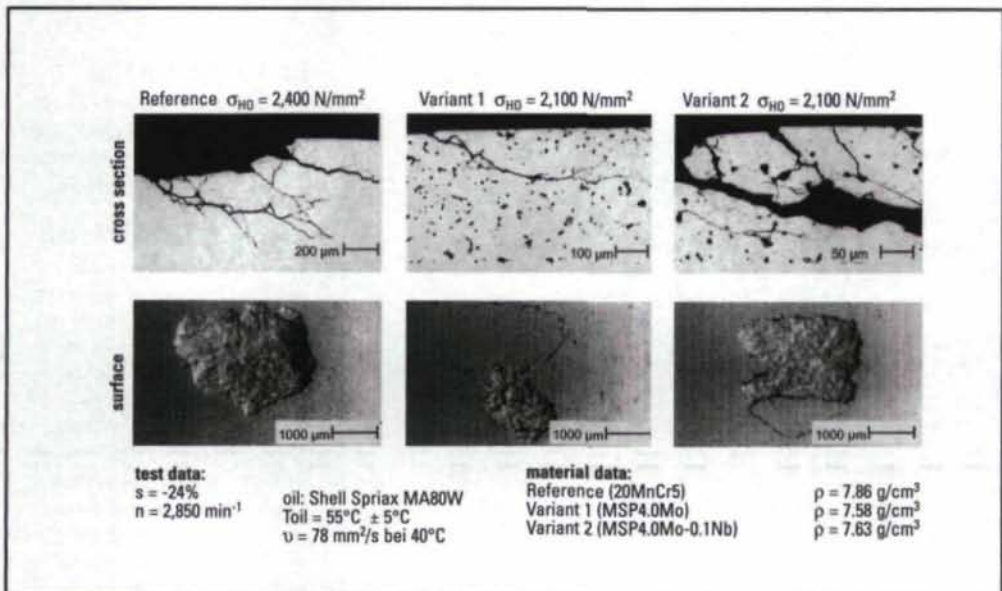 Reference σHO = 2,400 N/mm²
Variant 1 σHO = 2,100 N/mm²
Variant 2 σHO = 2,100 N/mm²
cross section
200 µm
100 µm
50 µm
surface
1000 µm
1000 µm
1000 µm
test data:
s = -24%
n = 2,850 min⁻¹
oil: Shell Spriax MA80W
Toil = 55°C ± 5°C
υ = 78 mm²/s bei 40°C
material data:
Reference (20MnCr5) ρ = 7.86 g/cm³
Variant 1 (MSP4.0Mo) ρ = 7.58 g/cm³
Variant 2 (MSP4.0Mo-0.1Nb) ρ = 7.63 g/cm³